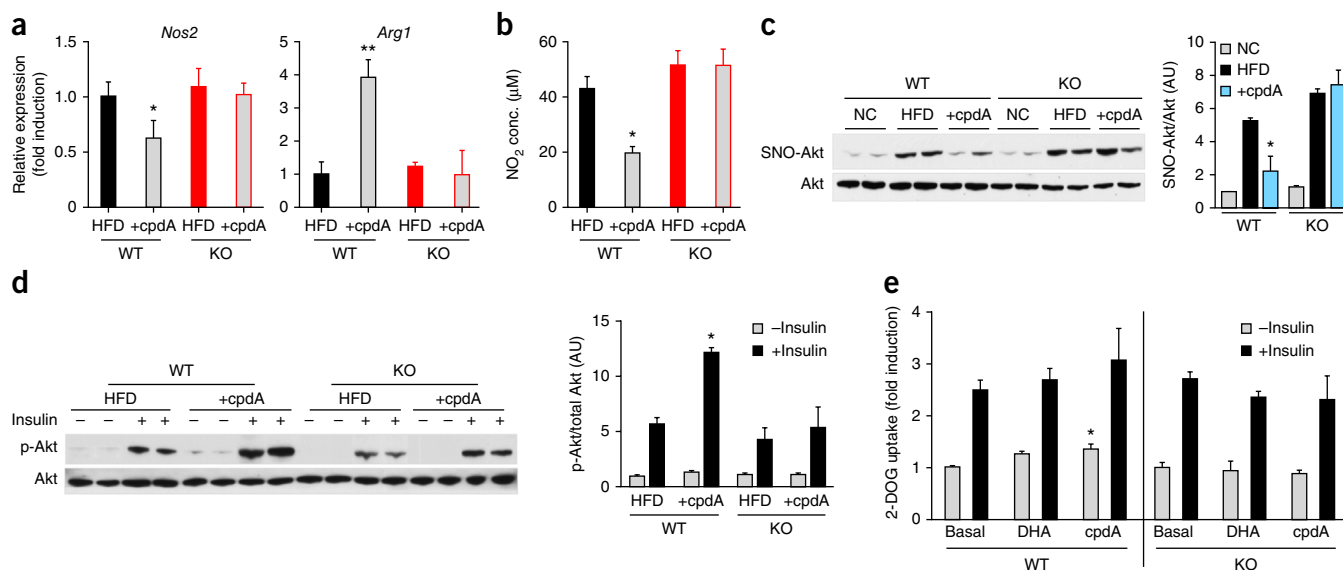 a
Nos2
Relative expression
(fold induction)
1.5
1.0
0.5
0
*
HFD +cpdA HFD +cpdA
WT KO
Arg1
5
4
3
2
1
0
**
HFD +cpdA HFD +cpdA
WT KO
b
NO2 conc. (μM)
60
40
20
0
*
HFD +cpdA HFD +cpdA
WT KO
c
WT KO
NC HFD +cpdA NC HFD +cpdA
SNO-Akt
Akt
SNO-Akt/Akt (AU)
10
8
6
4
2
0
NC
HFD
+cpdA
*
WT KO
d
WT KO
HFD +cpdA HFD +cpdA
Insulin – – + + – – + + – – + + – – + +
p-Akt
Akt
p-Akt/total Akt (AU)
15
10
5
0
–Insulin
+Insulin
*
HFD +cpdA HFD +cpdA
WT KO
e
2-DOG uptake (fold induction)
4
3
2
1
0
–Insulin
+Insulin
*
Basal DHA cpdA Basal DHA cpdA
WT KO